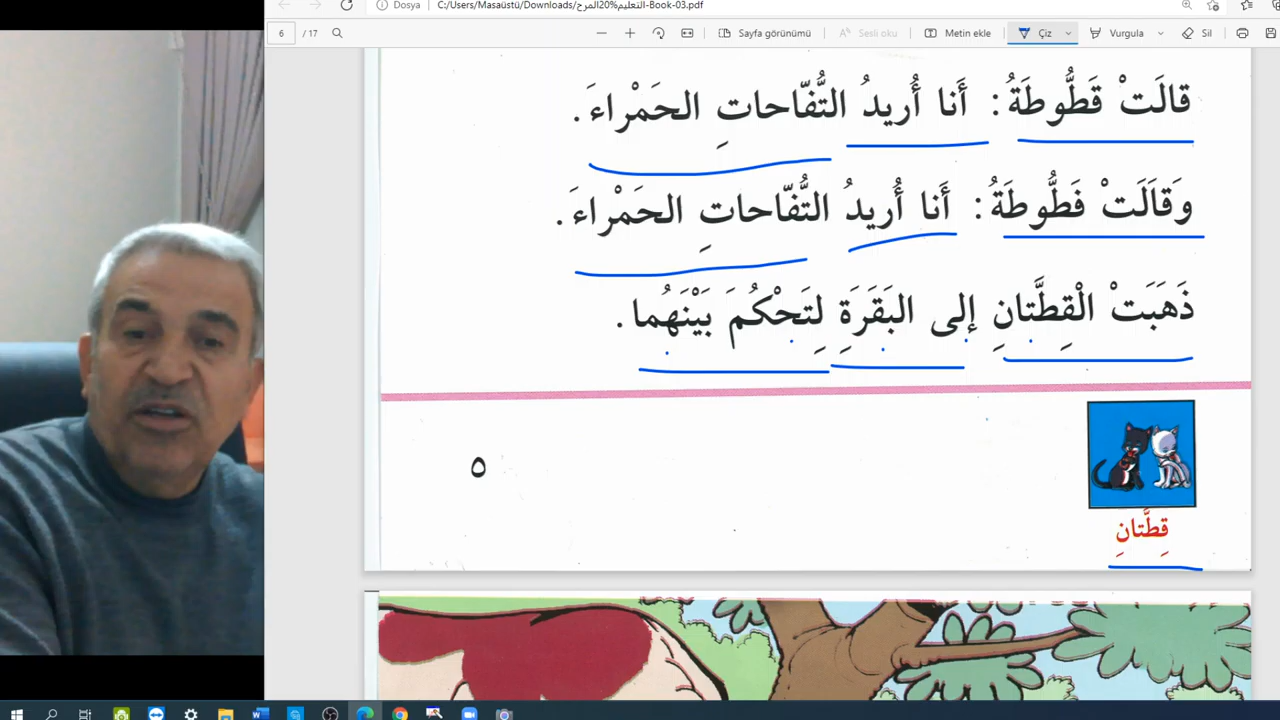 Dosya
C:/Users/Masaüstü/Downloads/التعليم%20المرح-Book-03.pdf
6 / 17
Sayfa görünümü
Sesli oku
Metin ekle
Çiz
Vurgula
Sil
قالَتْ قَطُّوطَةُ : أَنا أُريدُ التُّفّاحاتِ الحَمْراءَ .
وَقاَلَتْ فَطُّوطَةُ : أَنا أُريدُ التُّفّاحاتِ الحَمْراءَ .
ذَهَبَتْ الْقِطَّتانِ إلى البَقَرَةِ لِتَحْكُمَ بَيْنَهُما .
٥
قِطَّتانِ